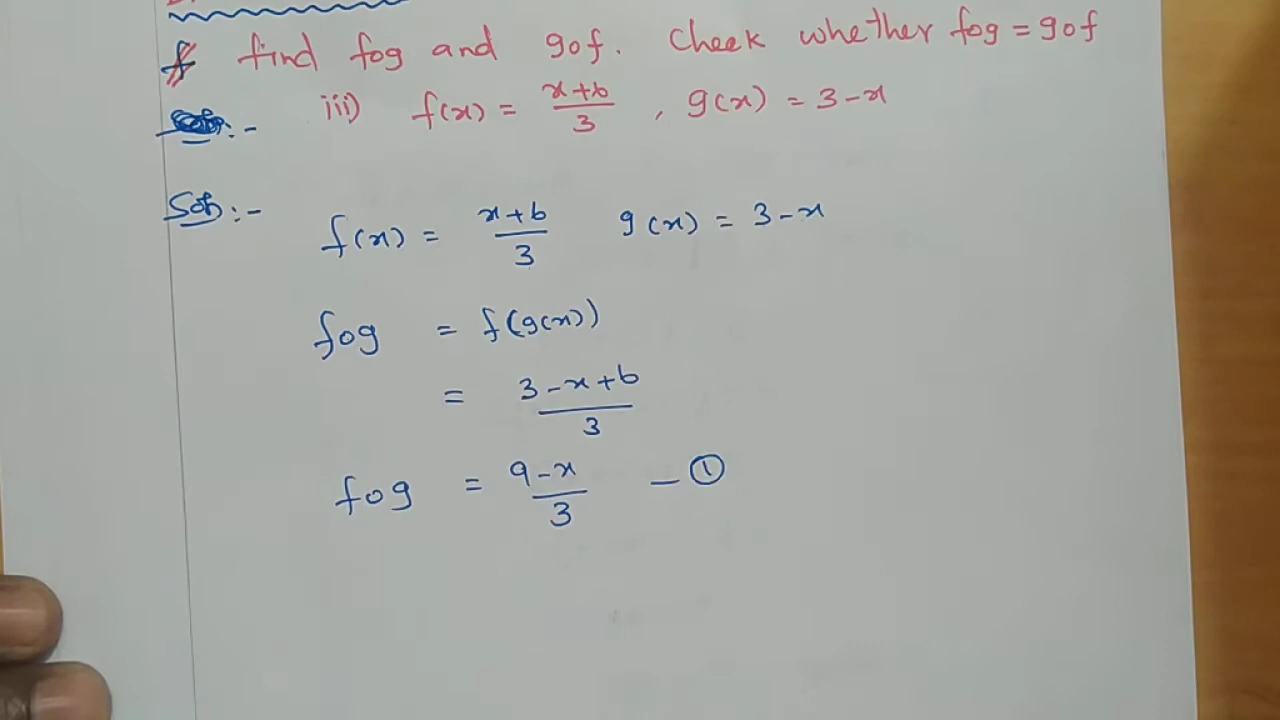 find fog and gof. Check whether fog = gof
iii) f(x) = x+6/3 , g(x) = 3-x
Soln:-
f(x) = x+6/3 g(x) = 3-x
fog = f(g(x))
= 3-x+6/3
fog = 9-x/3 — ①